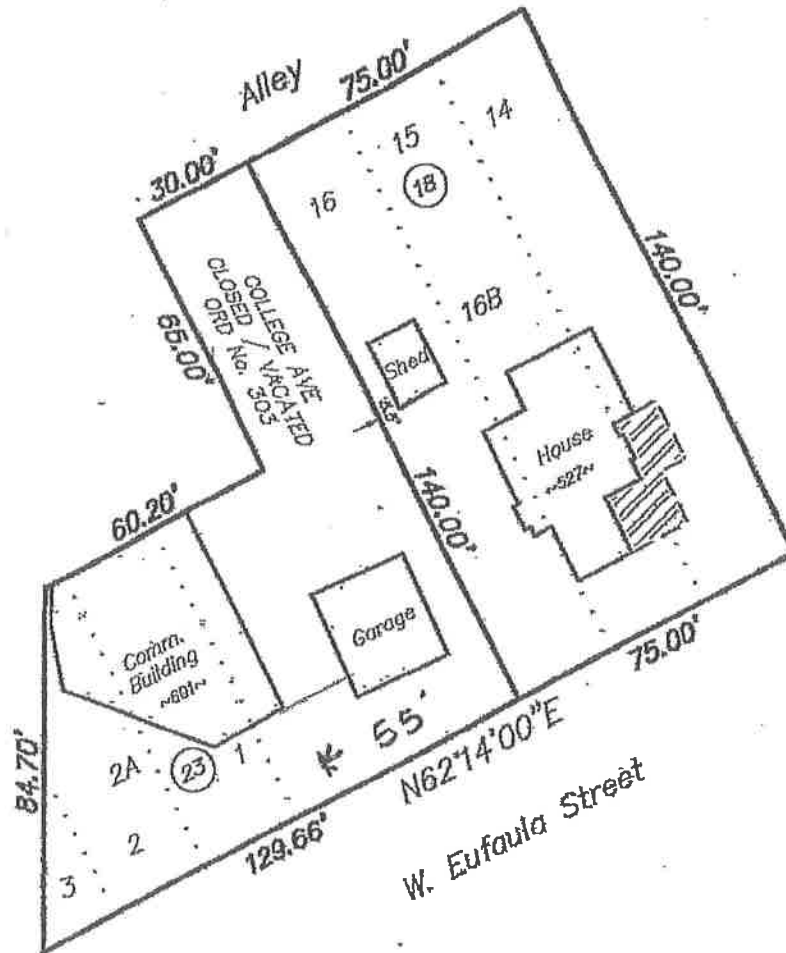 Alley
75.00'
30.00'
14
15
18
16
COLLEGE AVE
CLOSED / VACATED
ORD No. 303
65.00'
140.00'
16B
Shed
House
~527~
140.00'
60.20'
Garage
Comm.
Building
~601~
75.00'
55'
N62°14'00"E
84.70'
2A
23
1
129.66'
2
3
W. Eufaula Street